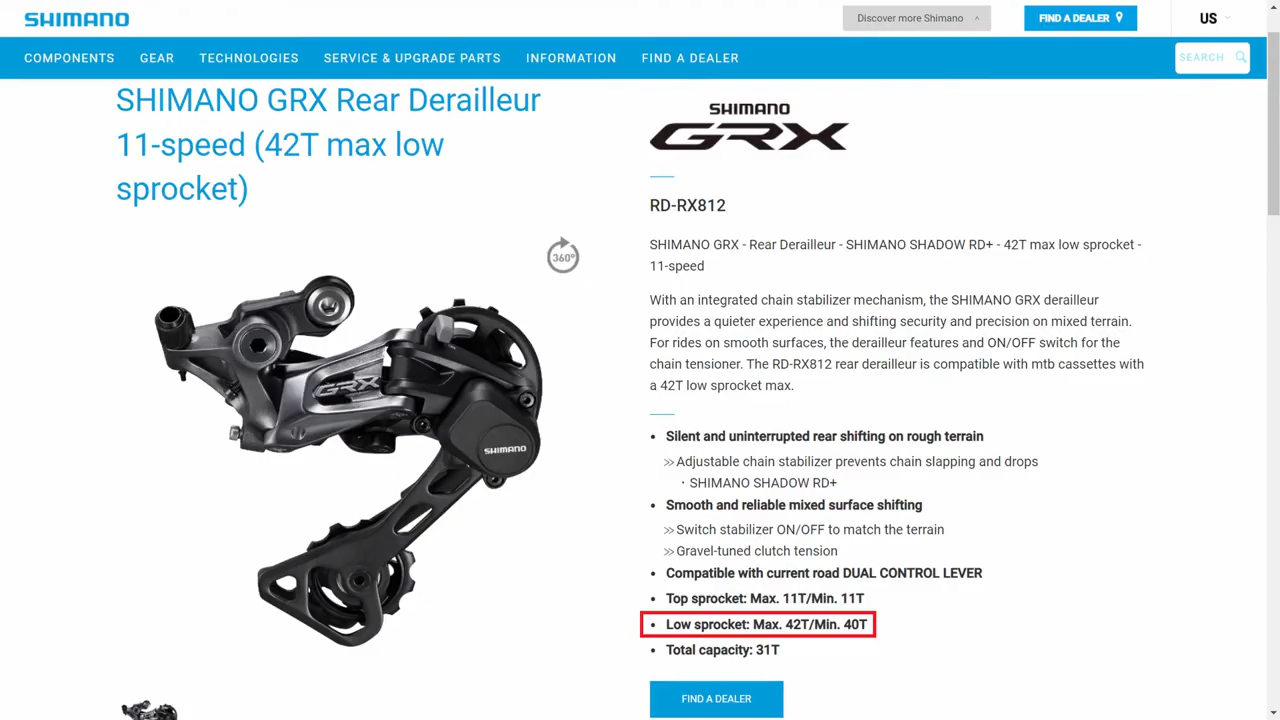 SHIMANO
Discover more Shimano
FIND A DEALER
US
COMPONENTS GEAR TECHNOLOGIES SERVICE & UPGRADE PARTS INFORMATION FIND A DEALER
SEARCH
SHIMANO GRX Rear Derailleur
11-speed (42T max low
sprocket)
360°
GRX
SHIMANO
SHIMANO
GRX
RD-RX812
SHIMANO GRX - Rear Derailleur - SHIMANO SHADOW RD+ - 42T max low sprocket -
11-speed
With an integrated chain stabilizer mechanism, the SHIMANO GRX derailleur
provides a quieter experience and shifting security and precision on mixed terrain.
For rides on smooth surfaces, the derailleur features and ON/OFF switch for the
chain tensioner. The RD-RX812 rear derailleur is compatible with mtb cassettes with
a 42T low sprocket max.
• Silent and uninterrupted rear shifting on rough terrain
>> Adjustable chain stabilizer prevents chain slapping and drops
・SHIMANO SHADOW RD+
• Smooth and reliable mixed surface shifting
>> Switch stabilizer ON/OFF to match the terrain
>> Gravel-tuned clutch tension
• Compatible with current road DUAL CONTROL LEVER
• Top sprocket: Max. 11T/Min. 11T
• Low sprocket: Max. 42T/Min. 40T
• Total capacity: 31T
FIND A DEALER